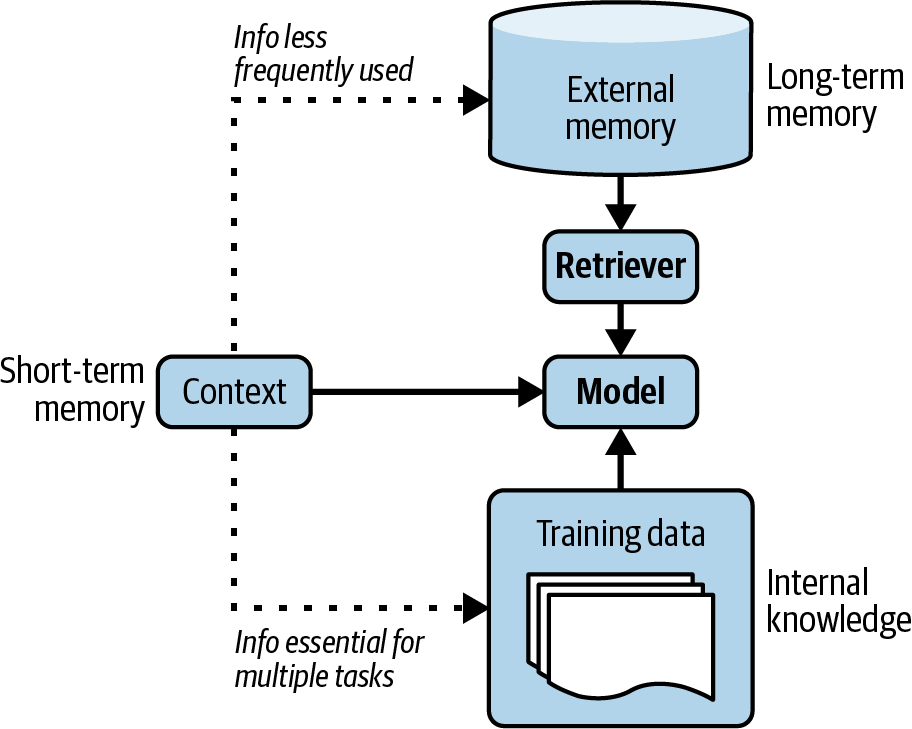 Info less
frequently used
External
memory
Long-term
memory
Retriever
Short-term
memory
Context
Model
Training data
Internal
knowledge
Info essential for
multiple tasks